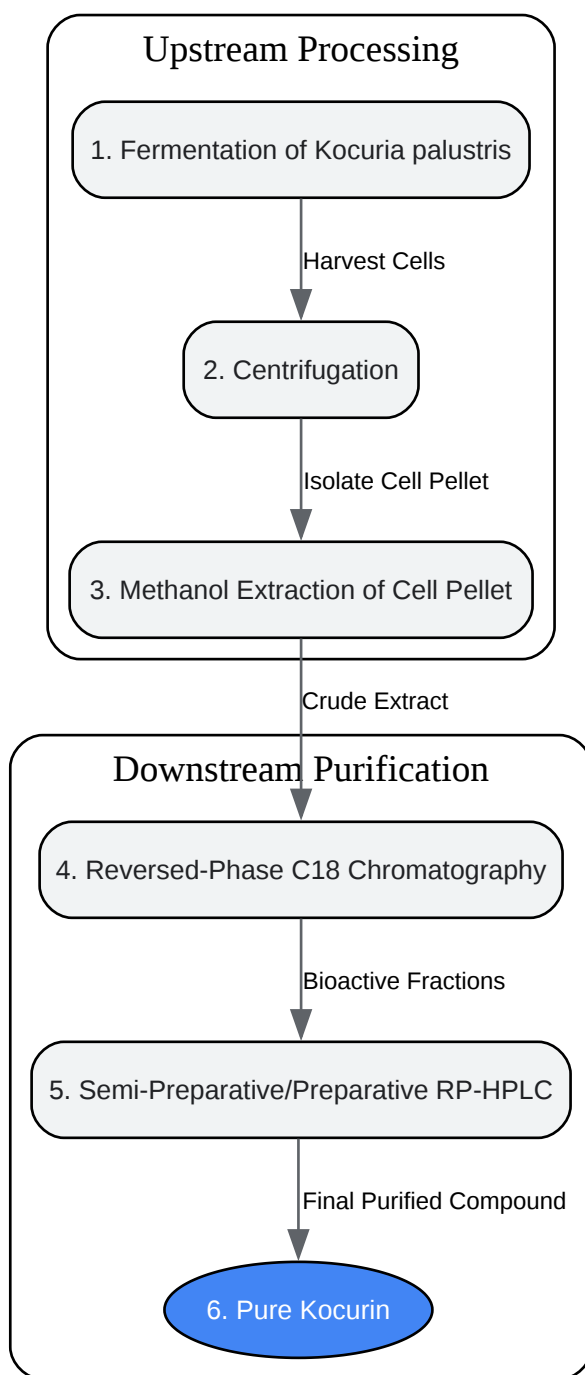 Upstream Processing
1. Fermentation of Kocuria palustris
Harvest Cells
2. Centrifugation
Isolate Cell Pellet
3. Methanol Extraction of Cell Pellet
Crude Extract
Downstream Purification
4. Reversed-Phase C18 Chromatography
Bioactive Fractions
5. Semi-Preparative/Preparative RP-HPLC
Final Purified Compound
6. Pure Kocurin